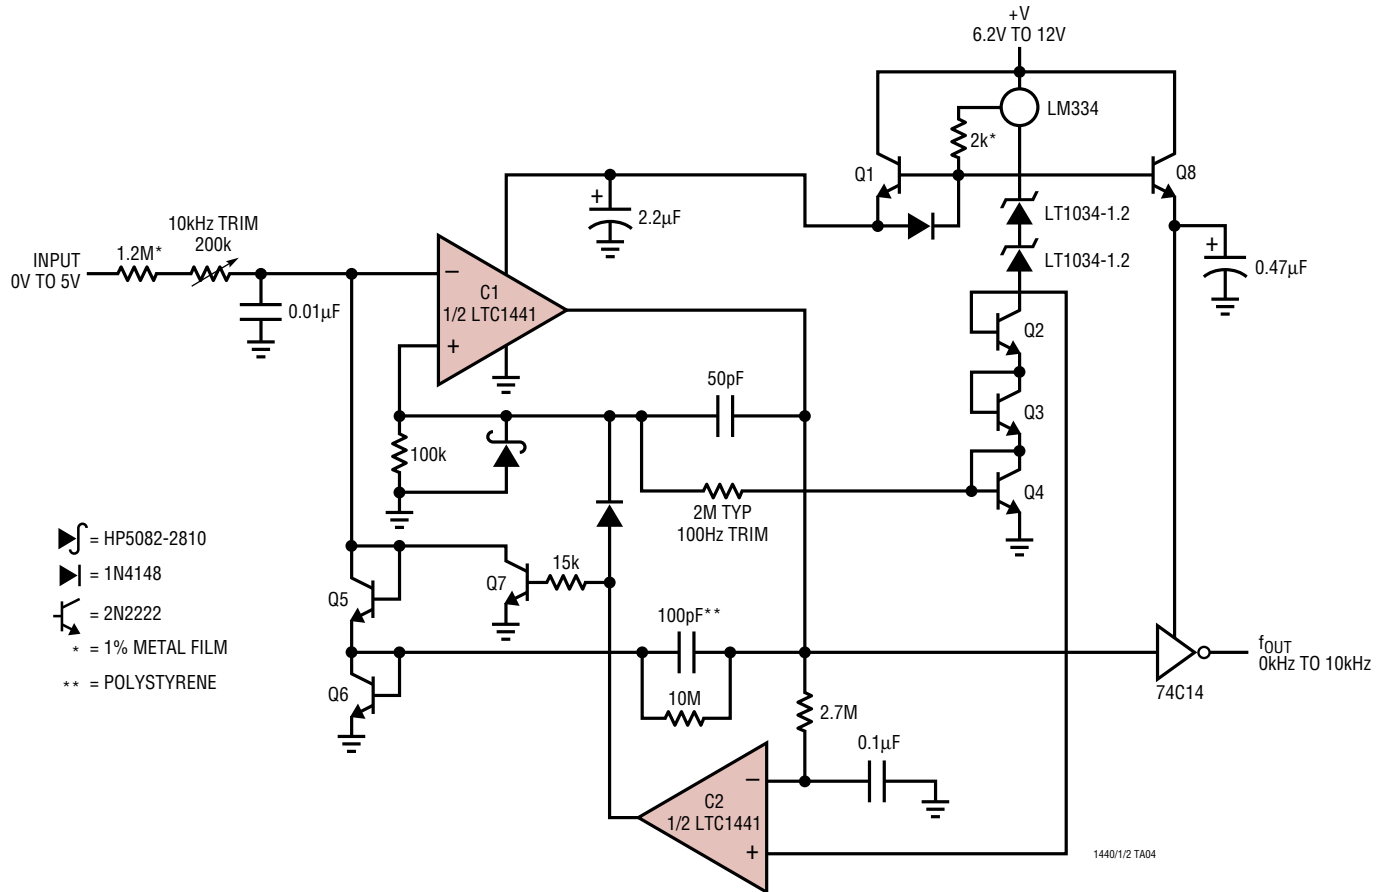 +V
6.2V TO 12V
LM334
2k*
Q1
Q8
LT1034-1.2
LT1034-1.2
2.2µF
0.47µF
10kHz TRIM
200k
1.2M*
INPUT
0V TO 5V
0.01µF
−
C1
1/2 LTC1441
+
+
+
Q2
Q3
Q4
50pF
100k
2M TYP
100Hz TRIM
= HP5082-2810
= 1N4148
= 2N2222
* = 1% METAL FILM
** = POLYSTYRENE
Q5
Q7
15k
Q6
100pF**
10M
2.7M
0.1µF
fOUT
0kHz TO 10kHz
74C14
−
C2
1/2 LTC1441
+
1440/1/2 TA04